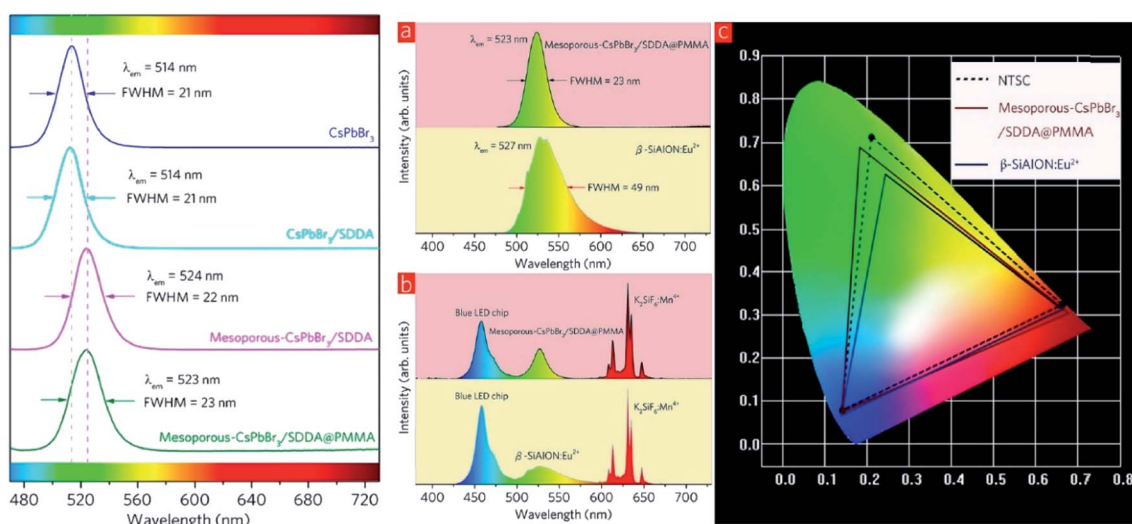 λem = 514 nm
FWHM = 21 nm
CsPbBr3
λem = 514 nm
FWHM = 21 nm
CsPbBr3/SDDA
λem = 524 nm
FWHM = 22 nm
Mesoporous-CsPbBr3/SDDA
λem = 523 nm
FWHM = 23 nm
Mesoporous-CsPbBr3/SDDA@PMMA
480 520 560 600 640 680 720
Wavelength (nm)
a
λem = 523 nm
Mesoporous-CsPbBr3/SDDA@PMMA
FWHM = 23 nm
λem = 527 nm
β-SiAlON:Eu2+
FWHM = 49 nm
Intensity (arb. units)
400 450 500 550 600 650 700
Wavelength (nm)
b
Blue LED chip
Mesoporous-CsPbBr3/SDDA@PMMA
K2SiF6:Mn4+
Blue LED chip
β-SiAlON:Eu2+
K2SiF6:Mn4+
Intensity (arb. units)
400 450 500 550 600 650 700
Wavelength (nm)
c
NTSC
Mesoporous-CsPbBr3
/SDDA@PMMA
β-SiAlON:Eu2+
0.9
0.8
0.7
0.6
0.5
0.4
0.3
0.2
0.1
0.0
0.0 0.1 0.2 0.3 0.4 0.5 0.6 0.7 0.8